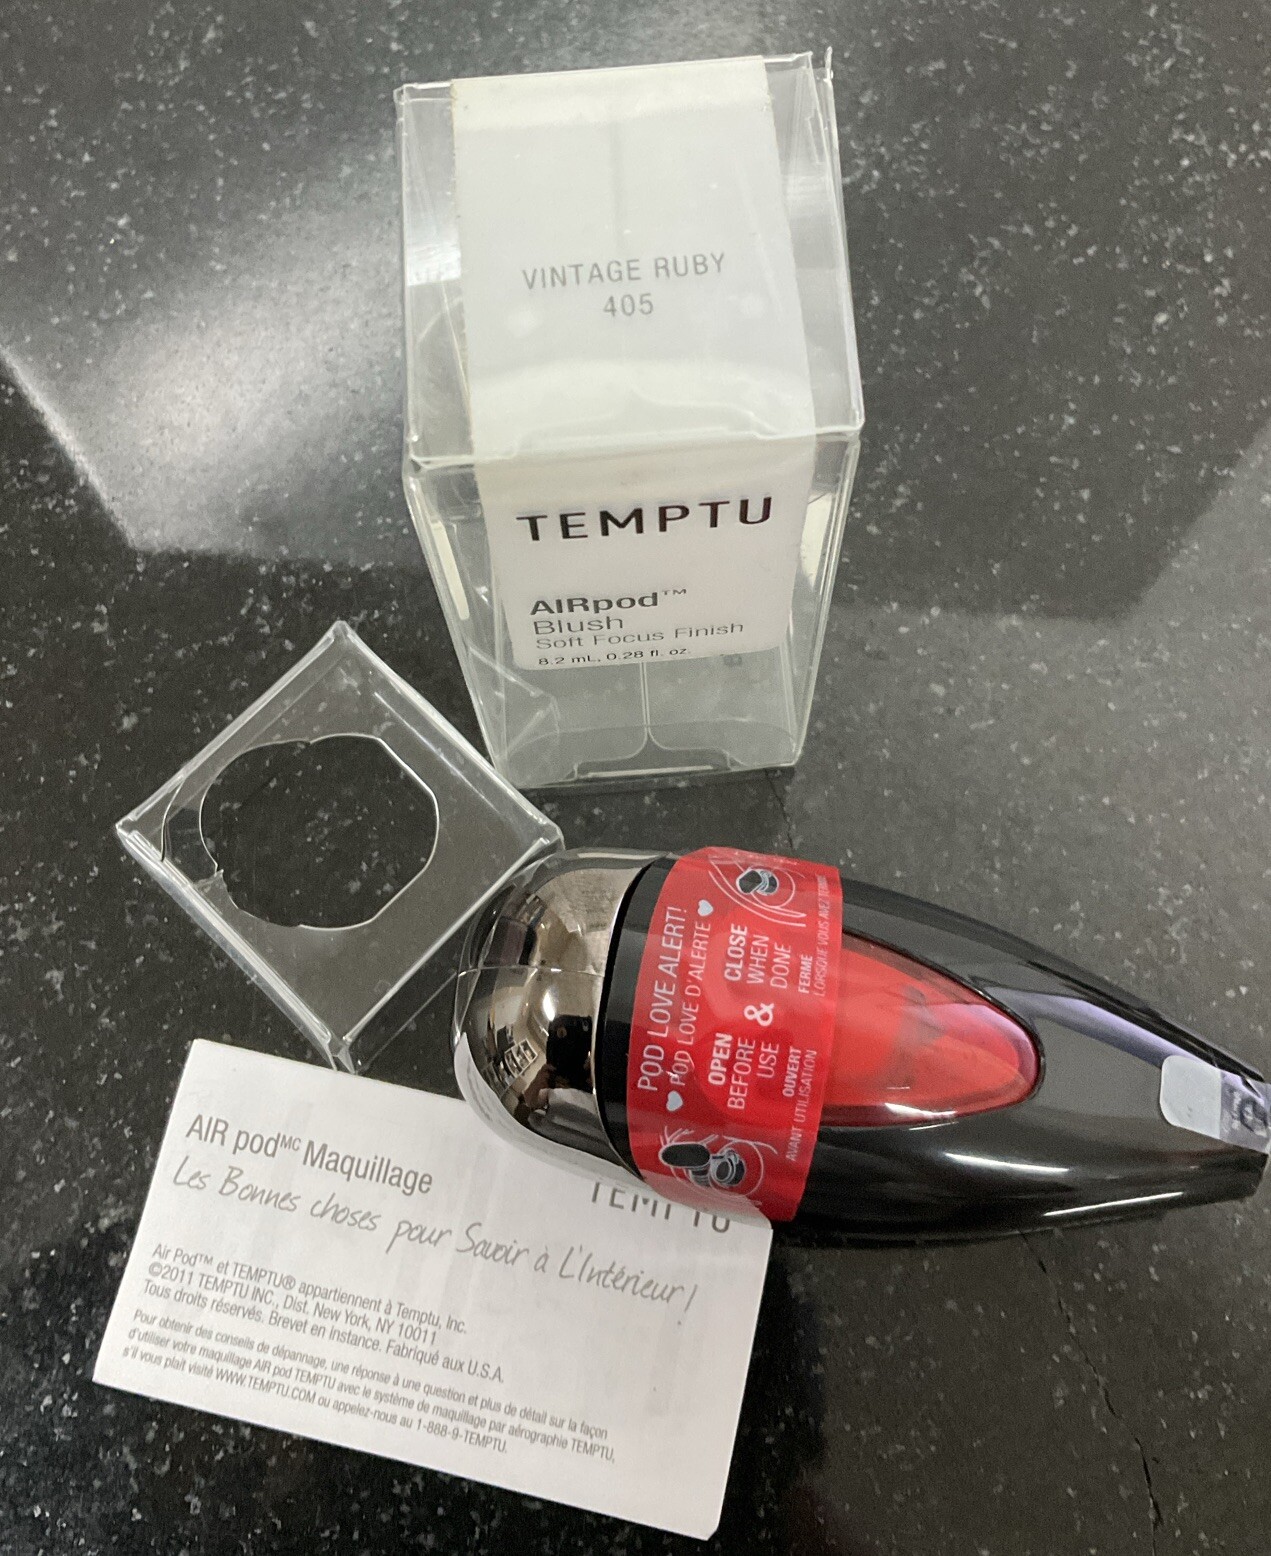 VINTAGE RUBY
405
TEMPTU
AIRpod™
Blush
Soft Focus Finish
8.2 mL, 0.28 fl. oz.
POD LOVE ALERT!
POD LOVE D'ALERTE
OPEN
BEFORE
USE
&
CLOSE
WHEN
DONE
OUVERT
AVANT UTILISATION
FERME
LORSQUE VOUS
TEMPTU
AIR podMC Maquillage
Les Bonnes choses pour Savoir à L'Intérieur!
Air Pod™ et TEMPTU® appartiennent à Temptu, Inc.
©2011 TEMPTU INC., Dist. New York, NY 10011
Tous droits réservés. Brevet en instance. Fabriqué aux U.S.A.
Pour obtenir des conseils de dépannage, une réponse à une question et plus de détail sur la façon
d'utiliser votre maquillage AIR pod TEMPTU avec le système de maquillage par aérographie TEMPTU,
s'il vous plaît visité WWW.TEMPTU.COM ou appelez-nous au 1-888-9-TEMPTU.